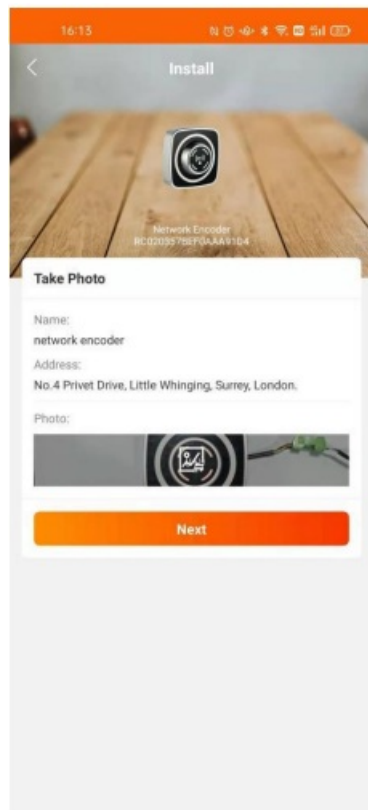 16:13
Install
Network Encoder
Take Photo
Name:
network encoder
Address:
No.4 Privet Drive, Little Whinging, Surrey, London.
Photo:
Next